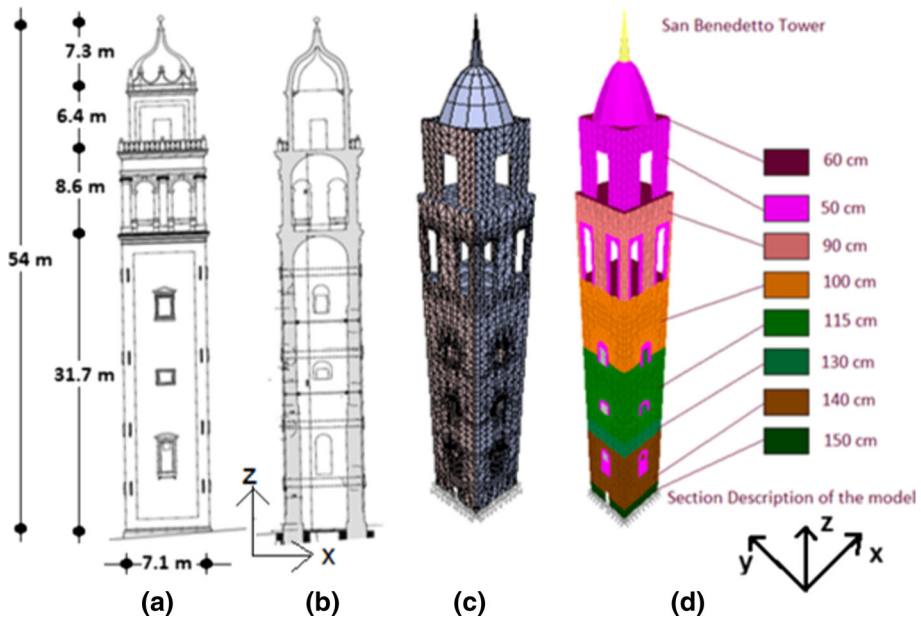 San Benedetto Tower
7.3 m
6.4 m
8.6 m
54 m
31.7 m
7.1 m
Z
X
60 cm
50 cm
90 cm
100 cm
115 cm
130 cm
140 cm
150 cm
Section Description of the model
y
z
x
(a)
(b)
(c)
(d)